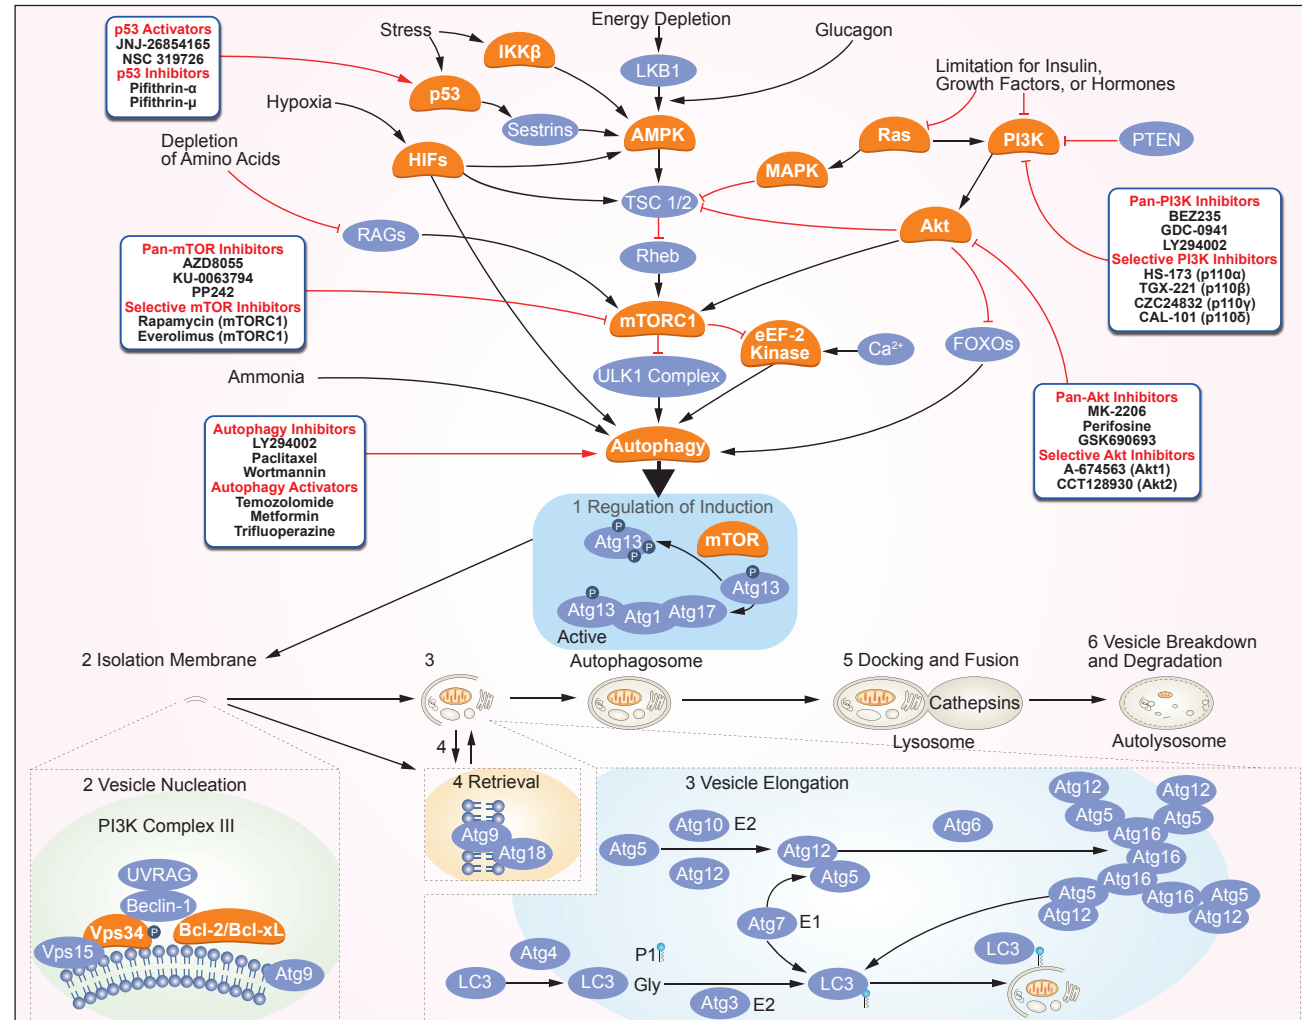 p53 Activators
JNJ-26854165
NSC 319726
p53 Inhibitors
Pifithrin-α
Pifithrin-μ
Stress
IKKβ
Energy Depletion
Glucagon
LKB1
p53
Hypoxia
Sestrins
AMPK
Limitation for Insulin,
Growth Factors, or Hormones
Ras
PI3K
PTEN
Depletion
of Amino Acids
HIFs
MAPK
TSC 1/2
Akt
RAGs
Rheb
Pan-PI3K Inhibitors
BEZ235
GDC-0941
LY294002
Selective PI3K Inhibitors
HS-173 (p110α)
TGX-221 (p110β)
CZC24832 (p110γ)
CAL-101 (p110δ)
Pan-mTOR Inhibitors
AZD8055
KU-0063794
PP242
Selective mTOR Inhibitors
Rapamycin (mTORC1)
Everolimus (mTORC1)
mTORC1
eEF-2
Kinase
Ca2+
FOXOs
Ammonia
ULK1 Complex
Pan-Akt Inhibitors
MK-2206
Perifosine
GSK690693
Selective Akt Inhibitors
A-674563 (Akt1)
CCT128930 (Akt2)
Autophagy Inhibitors
LY294002
Paclitaxel
Wortmannin
Autophagy Activators
Temozolomide
Metformin
Trifluoperazine
Autophagy
1 Regulation of Induction
P
Atg13
P
P
mTOR
P
Atg13
P
Atg13
Atg1
Atg17
Active
2 Isolation Membrane
3
Autophagosome
5 Docking and Fusion
6 Vesicle Breakdown
and Degradation
Cathepsins
Lysosome
Autolysosome
4
2 Vesicle Nucleation
PI3K Complex III
UVRAG
Beclin-1
Vps34
P
Bcl-2/Bcl-xL
Vps15
Atg9
4 Retrieval
Atg9
Atg18
3 Vesicle Elongation
Atg5
Atg10
E2
Atg12
Atg12
Atg5
Atg6
Atg12
Atg5
Atg12
Atg5
Atg16
Atg16
Atg16
Atg5
Atg12
Atg16
Atg5
Atg12
Atg7
E1
LC3
Atg4
LC3
P1
Gly
Atg3
E2
LC3
LC3